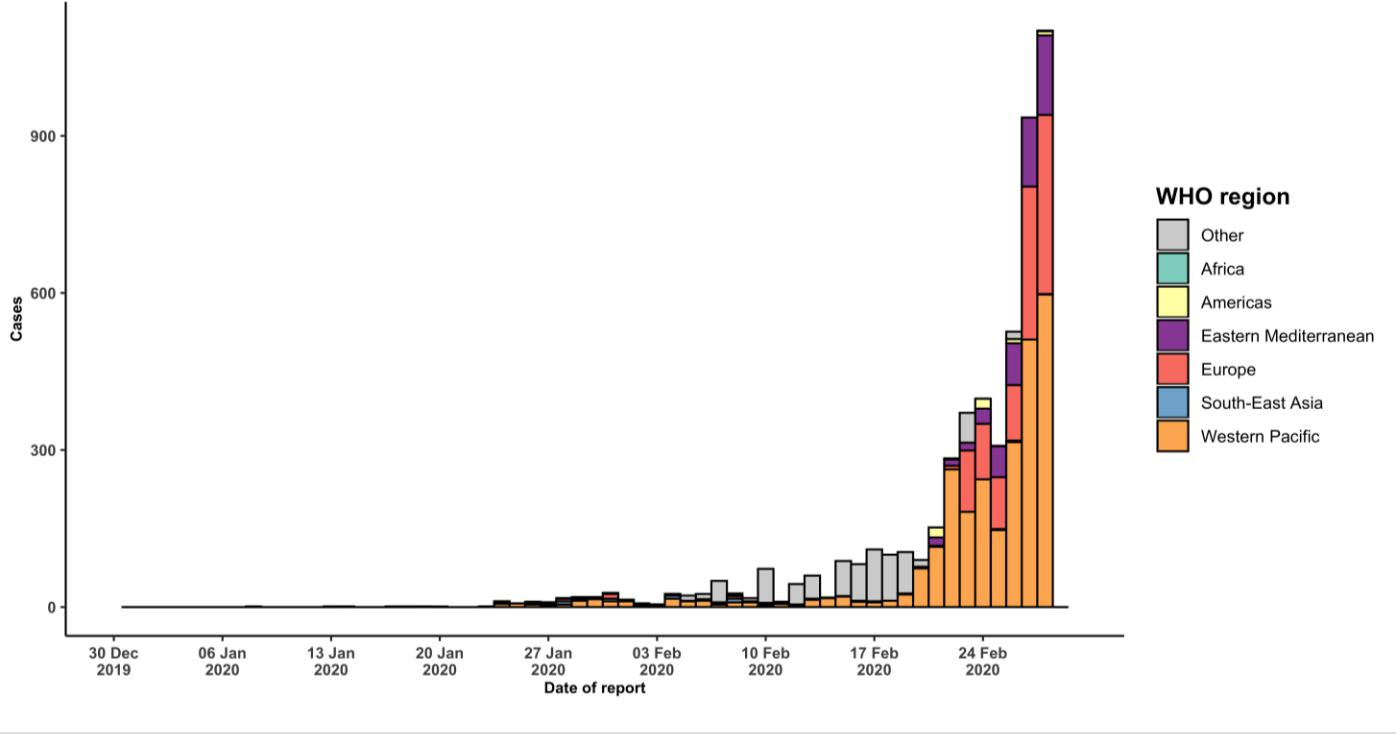 900
600
300
0
Cases
30 Dec
2019
06 Jan
2020
13 Jan
2020
20 Jan
2020
27 Jan
2020
03 Feb
2020
10 Feb
2020
17 Feb
2020
24 Feb
2020
Date of report
WHO region
Other
Africa
Americas
Eastern Mediterranean
Europe
South-East Asia
Western Pacific